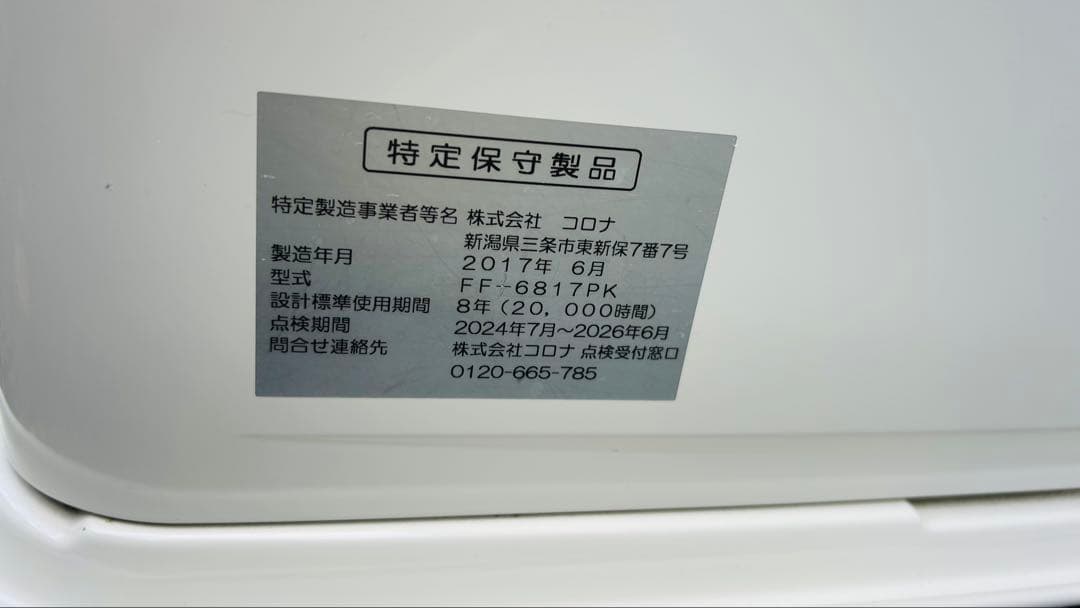 特定保守製品
特定製造事業者等名 株式会社 コロナ
新潟県三条市東新保7番7号
製造年月 2017年 6月
型式 FF-6817PK
設計標準使用期間 8年(20,000時間)
点検期間 2024年7月~2026年6月
問合せ連絡先 株式会社コロナ 点検受付窓口
0120-665-785